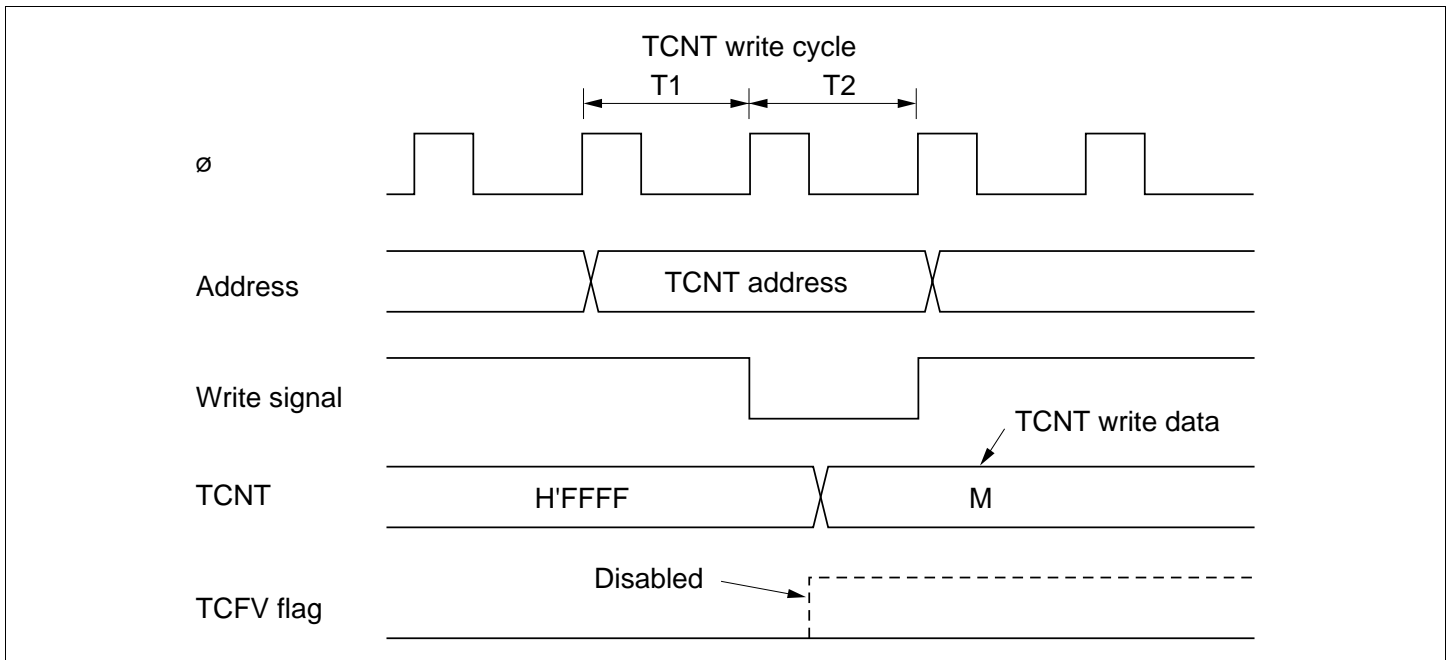 TCNT write cycle
T1 T2
ø
Address TCNT address
Write signal
TCNT write data
TCNT H'FFFF M
Disabled
TCFV flag